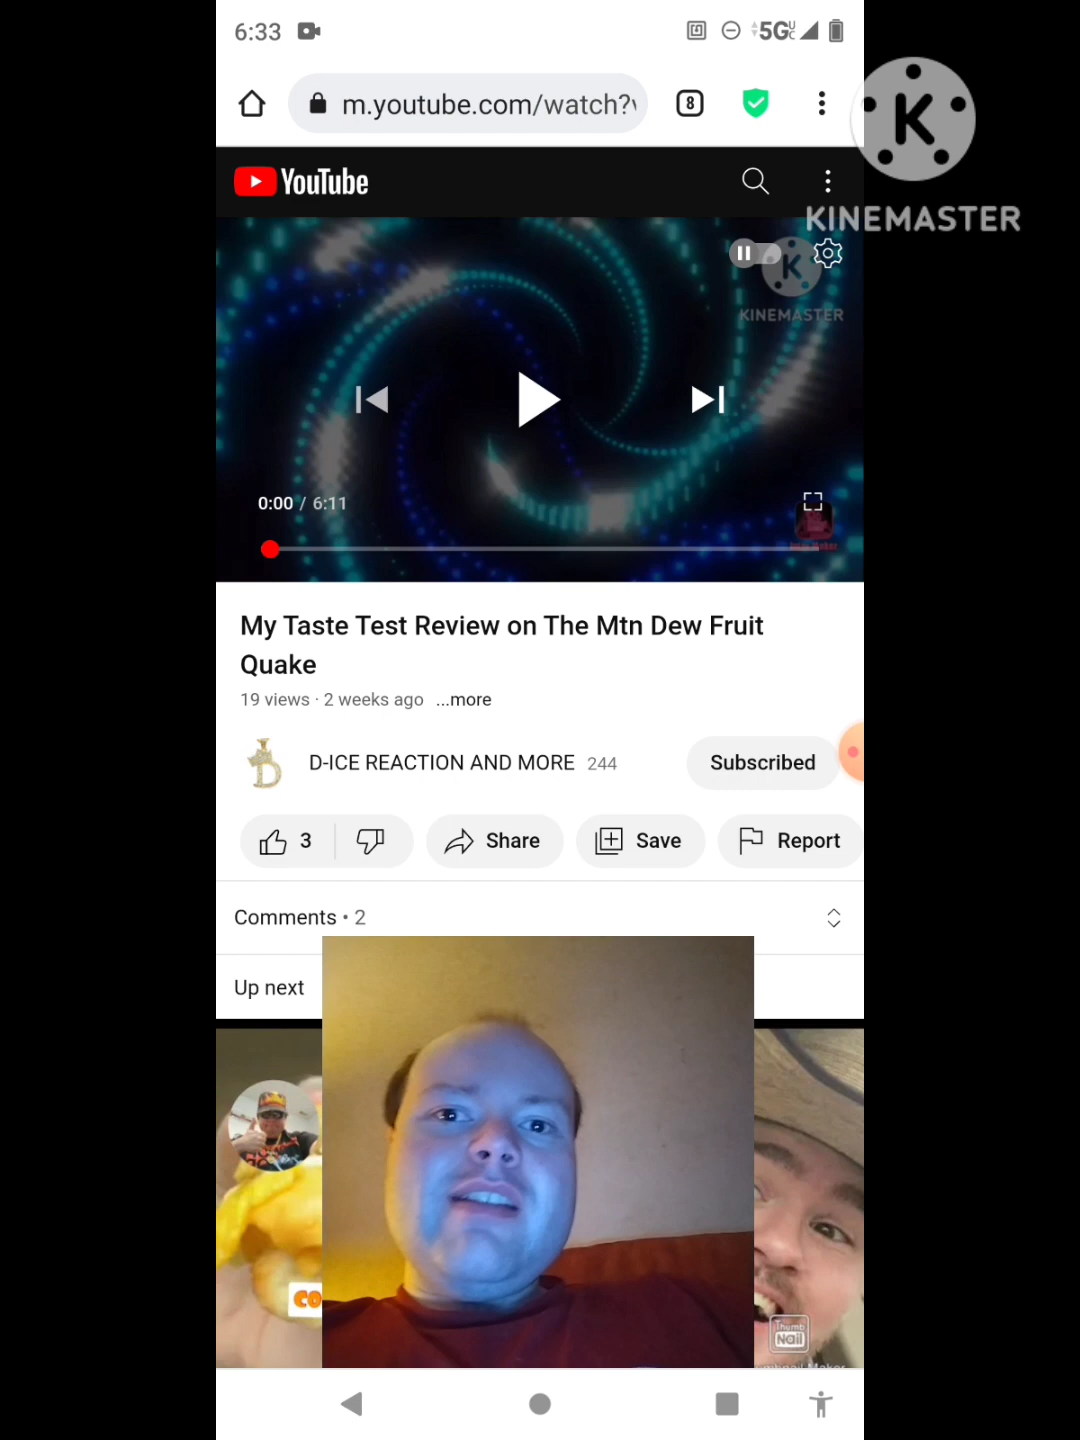 6:33
5G UC
m.youtube.com/watch?v
8
K
KINEMASTER
YouTube
K
KINEMASTER
0:00 / 6:11
My Taste Test Review on The Mtn Dew Fruit
Quake
19 views · 2 weeks ago ...more
D
D-ICE REACTION AND MORE 244
Subscribed
3
Share
Save
Report
Comments • 2
Up next
CO
Thumb
Nail